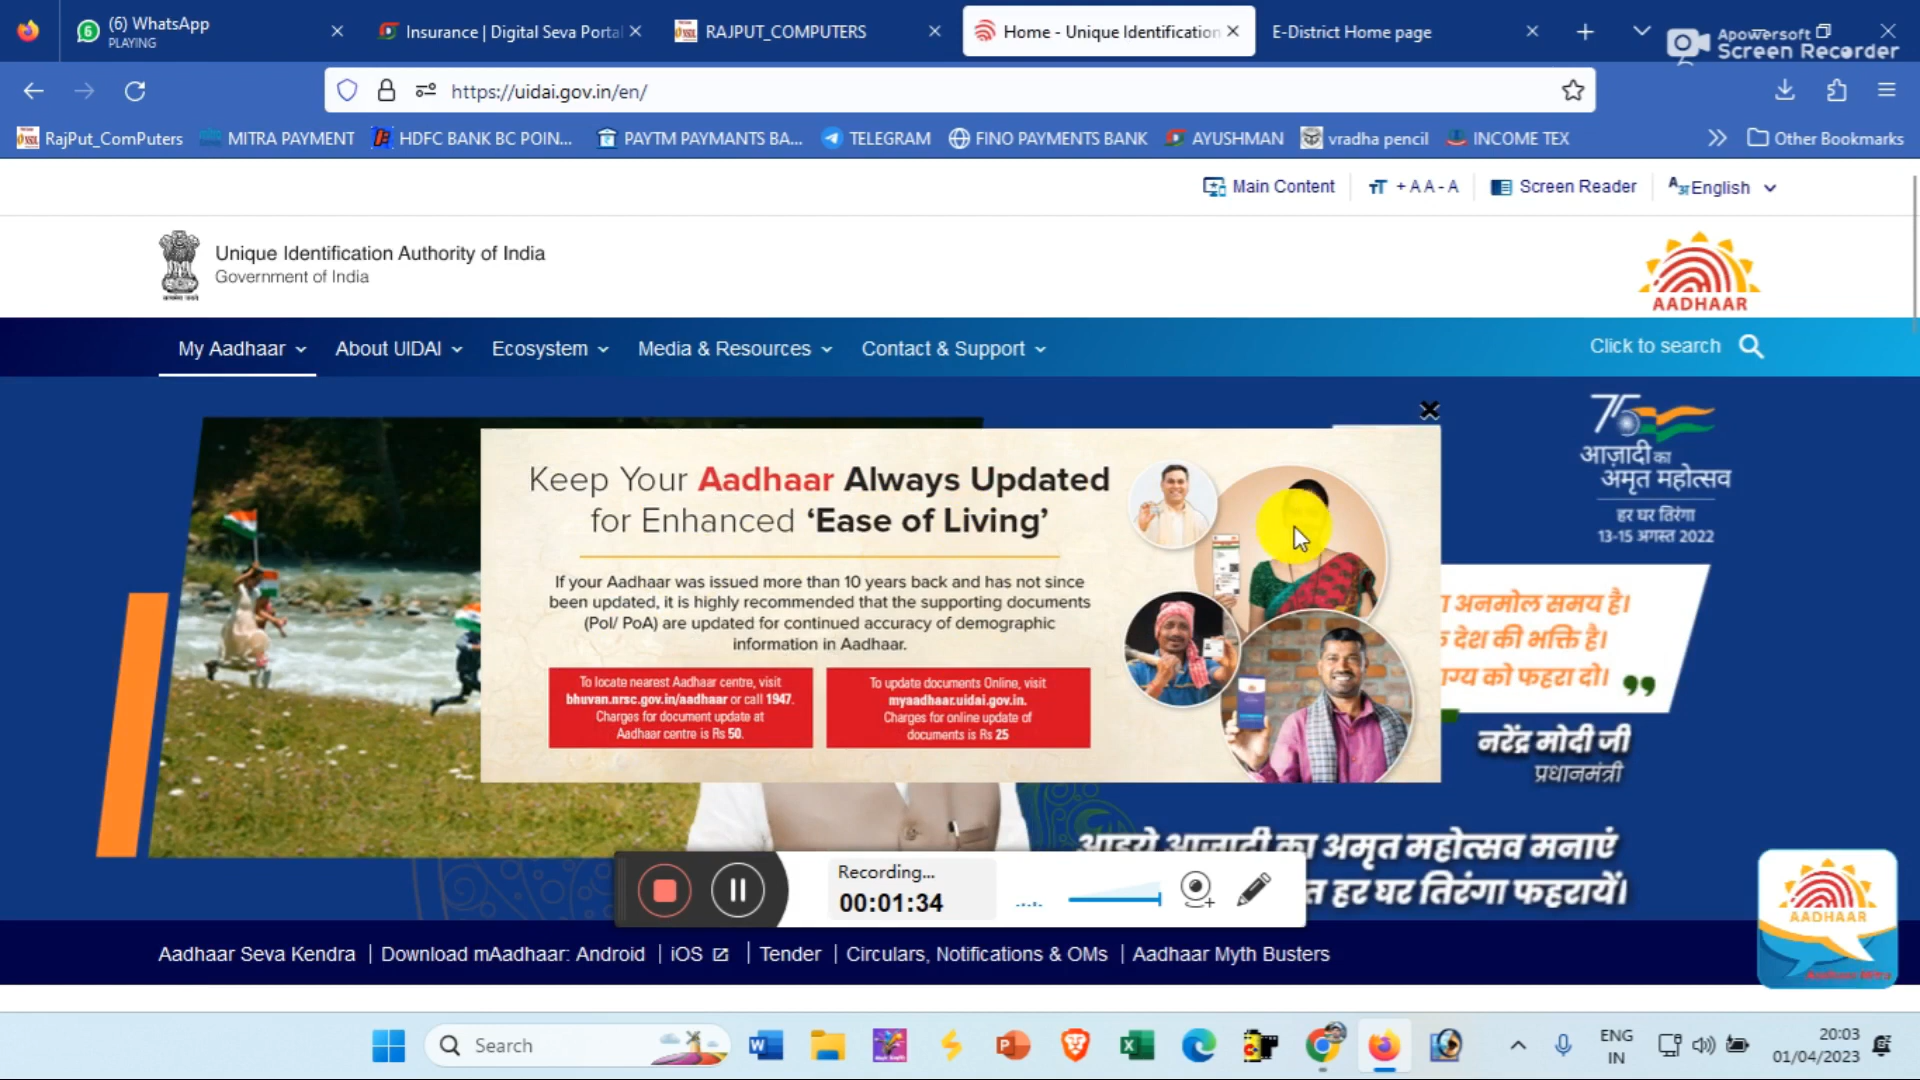 (6) WhatsApp
PLAYING
Insurance | Digital Seva Portal
RAJPUT_COMPUTERS
Home - Unique Identification
E-District Home page
Apowersoft
Screen Recorder
https://uidai.gov.in/en/
RajPut_ComPuters
MITRA PAYMENT
HDFC BANK BC POIN...
PAYTM PAYMANTS BA...
TELEGRAM
FINO PAYMENTS BANK
AYUSHMAN
vradha pencil
INCOME TEX
Other Bookmarks
Main Content
+ A A - A
Screen Reader
English
Unique Identification Authority of India
Government of India
AADHAAR
My Aadhaar
About UIDAI
Ecosystem
Media & Resources
Contact & Support
Click to search
Keep Your Aadhaar Always Updated
for Enhanced ‘Ease of Living’
If your Aadhaar was issued more than 10 years back and has not since
been updated, it is highly recommended that the supporting documents
(PoI/ PoA) are updated for continued accuracy of demographic
information in Aadhaar.
To locate nearest Aadhaar centre, visit
bhuvan.nrsc.gov.in/aadhaar or call 1947.
Charges for document update at
Aadhaar centre is Rs 50.
To update documents Online, visit
myaadhaar.uidai.gov.in.
Charges for online update of
documents is Rs 25
75
आज़ादी का
अमृत महोत्सव
हर घर तिरंगा
13-15 अगस्त 2022
अनमोल समय है।
देश की भक्ति है।
को फहरा दो।
नरेंद्र मोदी जी
प्रधानमंत्री
आइये आज़ादी का अमृत महोत्सव मनाएं
हर घर तिरंगा फहरायें।
Recording...
00:01:34
AADHAAR
Aadhaar Mitra
Aadhaar Seva Kendra
Download mAadhaar: Android
iOS
Tender
Circulars, Notifications & OMs
Aadhaar Myth Busters
Search
ENG
IN
20:03
01/04/2023